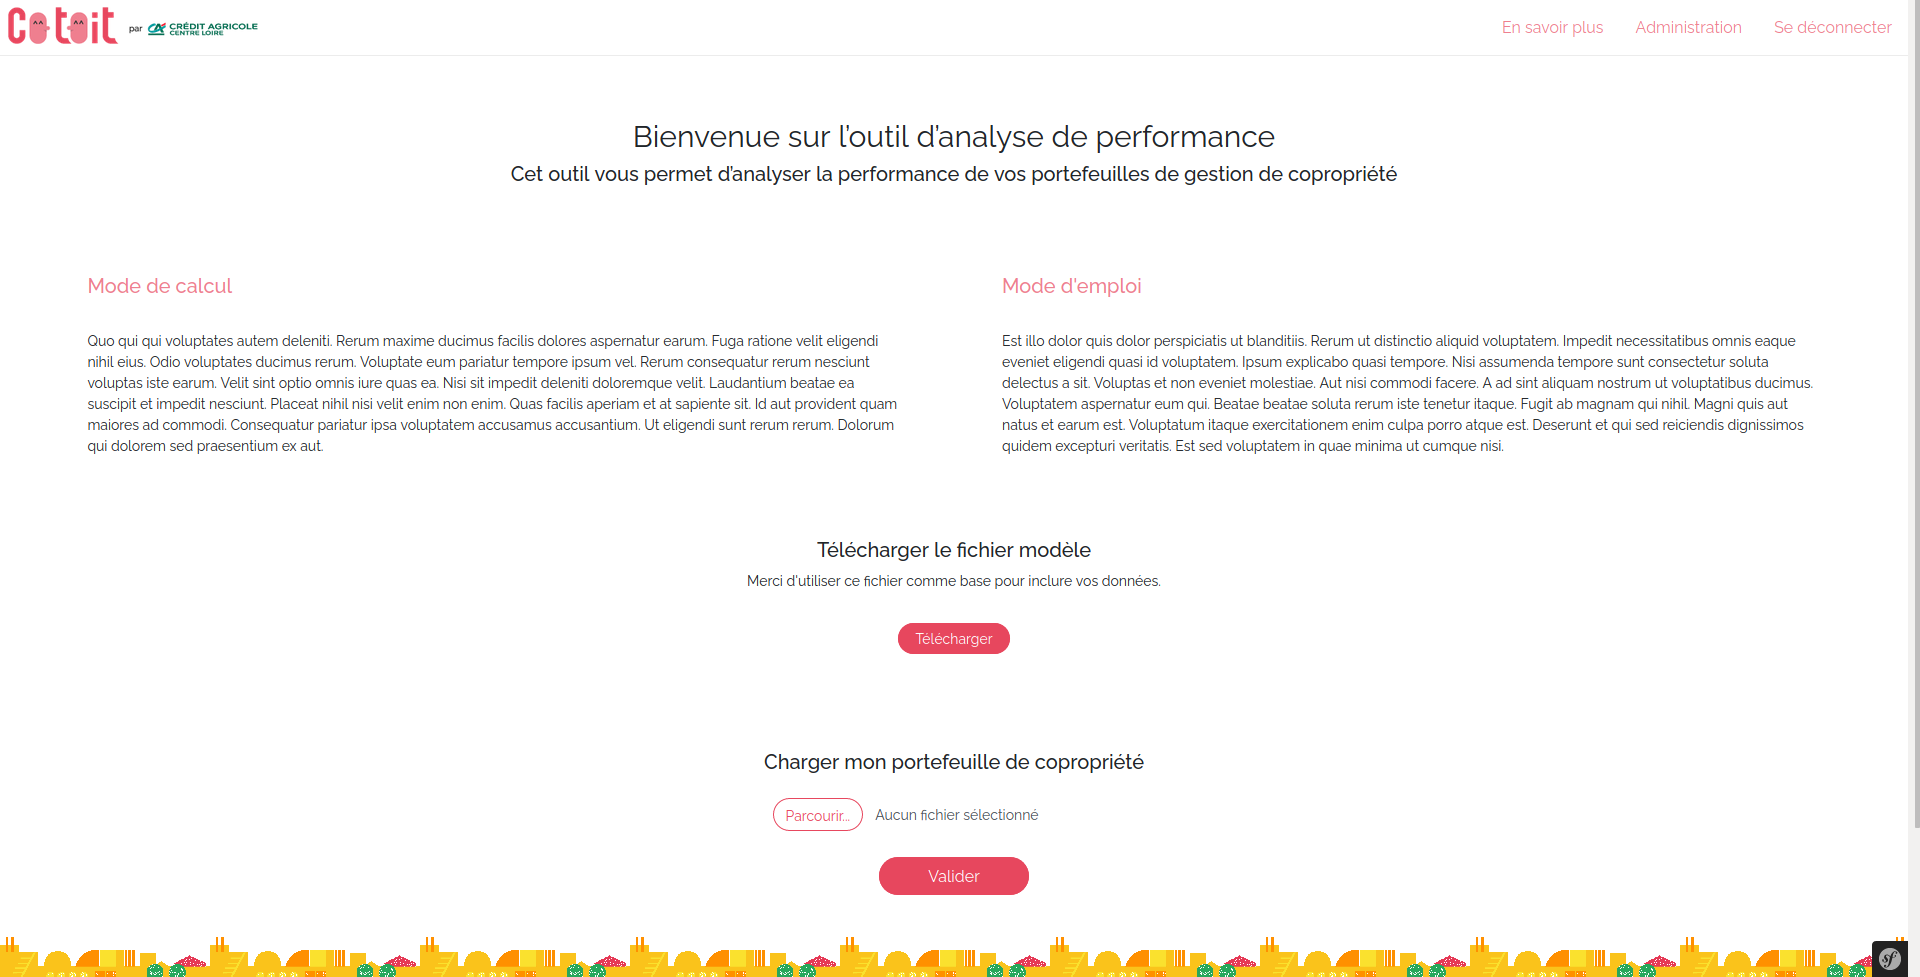 Cotoit par CRÉDIT AGRICOLE
CENTRE LOIRE
En savoir plus Administration Se déconnecter
Bienvenue sur l'outil d'analyse de performance
Cet outil vous permet d'analyser la performance de vos portefeuilles de gestion de copropriété
Mode de calcul
Quo qui qui voluptates autem deleniti. Rerum maxime ducimus facilis dolores aspernatur earum. Fuga ratione velit eligendi
nihil eius. Odio voluptates ducimus rerum. Voluptate eum pariatur tempore ipsum vel. Rerum consequatur rerum nesciunt
voluptas iste earum. Velit sint optio omnis iure quas ea. Nisi sit impedit deleniti doloremque velit. Laudantium beatae ea
suscipit et impedit nesciunt. Placeat nihil nisi velit enim non enim. Quas facilis aperiam et at sapiente sit. Id aut provident quam
maiores ad commodi. Consequatur pariatur ipsa voluptatem accusamus accusantium. Ut eligendi sunt rerum rerum. Dolorum
qui dolorem sed praesentium ex aut.
Mode d'emploi
Est illo dolor quis dolor perspiciatis ut blanditiis. Rerum ut distinctio aliquid voluptatem. Impedit necessitatibus omnis eaque
eveniet eligendi quasi id voluptatem. Ipsum explicabo quasi tempore. Nisi assumenda tempore sunt consectetur soluta
delectus a sit. Voluptas et non eveniet molestiae. Aut nisi commodi facere. A ad sint aliquam nostrum ut voluptatibus ducimus.
Voluptatem aspernatur eum qui. Beatae beatae soluta rerum iste tenetur itaque. Fugit ab magnam qui nihil. Magni quis aut
natus et earum est. Voluptatum itaque exercitationem enim culpa porro atque est. Deserunt et qui sed reiciendis dignissimos
quidem excepturi veritatis. Est sed voluptatem in quae minima ut cumque nisi.
Télécharger le fichier modèle
Merci d'utiliser ce fichier comme base pour inclure vos données.
Télécharger
Charger mon portefeuille de copropriété
Parcourir... Aucun fichier sélectionné
Valider
sf